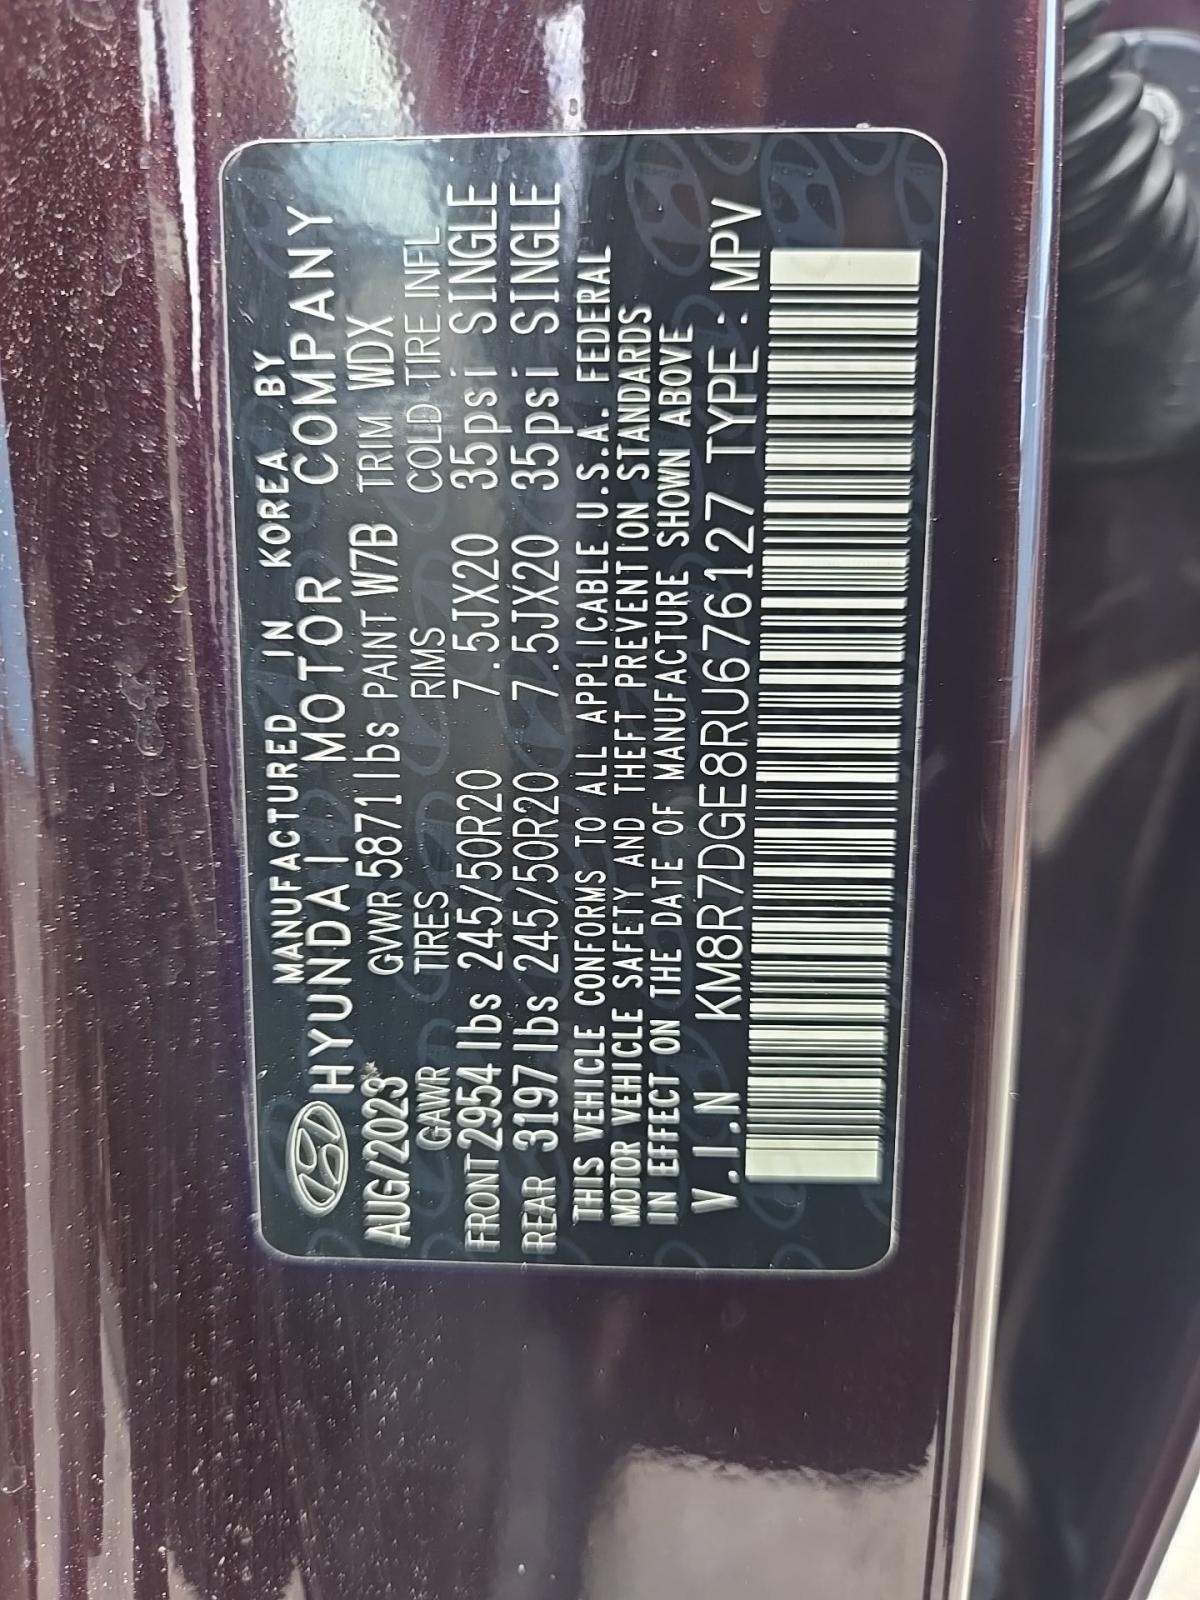 MANUFACTURED IN KOREA BY
HYUNDAI MOTOR COMPANY
AUG/2023 GVWR 5871lbs PAINT W7B TRIM WDX
GAWR TIRES RIMS COLD TIRE INFL
FRONT 2954lbs 245/50R20 7.5JX20 35psi SINGLE
REAR 3197lbs 245/50R20 7.5JX20 35psi SINGLE
THIS VEHICLE CONFORMS TO ALL APPLICABLE U.S.A. FEDERAL
MOTOR VEHICLE SAFETY AND THEFT PREVENTION STANDARDS
IN EFFECT ON THE DATE OF MANUFACTURE SHOWN ABOVE
V.I.N KM8R7DGE8RU676127 TYPE: MPV